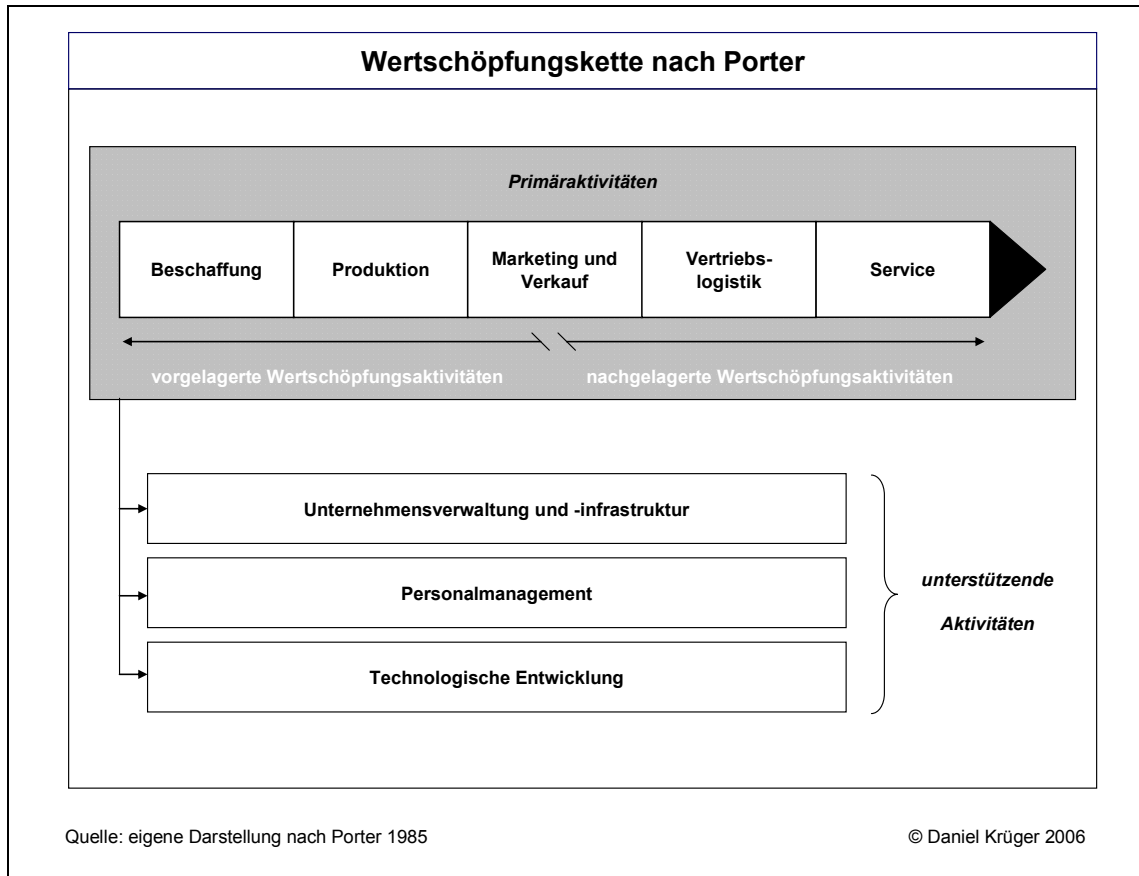 Wertschöpfungskette nach Porter
Primäraktivitäten
Beschaffung
Produktion
Marketing und
Verkauf
Vertriebs-
logistik
Service
vorgelagerte Wertschöpfungsaktivitäten
nachgelagerte Wertschöpfungsaktivitäten
Unternehmensverwaltung und -infrastruktur
Personalmanagement
Technologische Entwicklung
unterstützende
Aktivitäten
Quelle: eigene Darstellung nach Porter 1985
© Daniel Krüger 2006